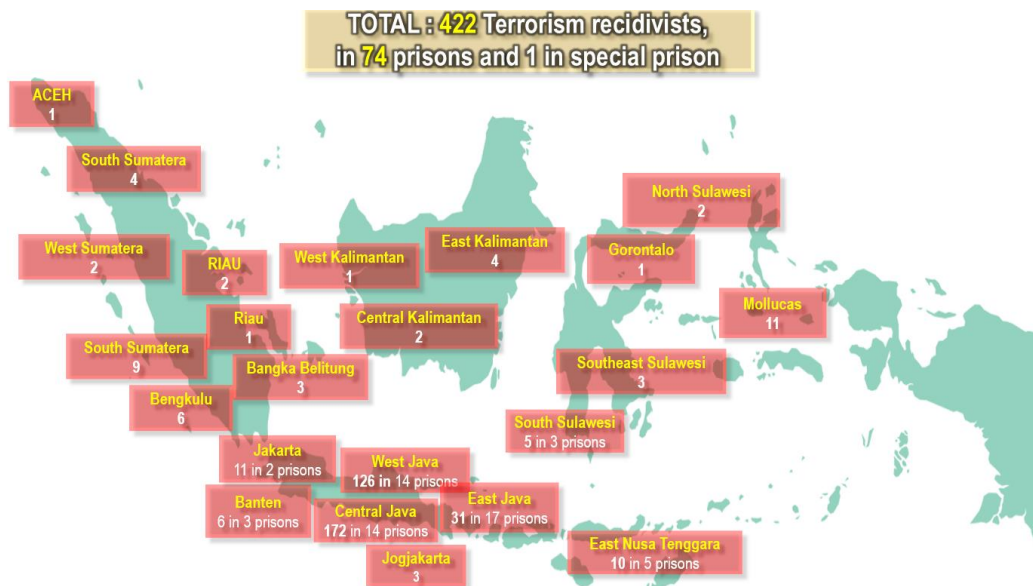 TOTAL : 422 Terrorism recidivists,
in 74 prisons and 1 in special prison
ACEH
1
South Sumatera
4
North Sulawesi
2
West Sumatera
2
RIAU
2
West Kalimantan
1
East Kalimantan
4
Gorontalo
1
Mollucas
11
Riau
1
Central Kalimantan
2
South Sumatera
9
Bangka Belitung
3
Southeast Sulawesi
3
Bengkulu
6
South Sulawesi
5 in 3 prisons
Jakarta
11 in 2 prisons
West Java
126 in 14 prisons
Banten
6 in 3 prisons
Central Java
172 in 14 prisons
East Java
31 in 17 prisons
Jogjakarta
3
East Nusa Tenggara
10 in 5 prisons